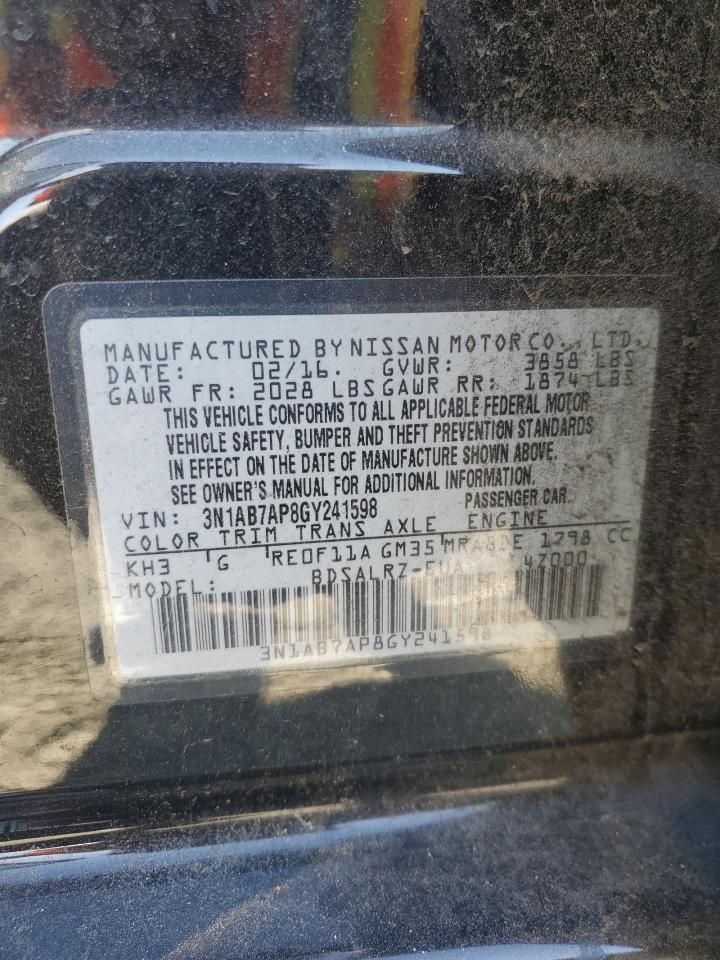 MANUFACTURED BY NISSAN MOTOR CO., LTD.
DATE: 02/16. GVWR: 3858 LBS
GAWR FR: 2028 LBS GAWR RR: 1874 LBS
THIS VEHICLE CONFORMS TO ALL APPLICABLE FEDERAL MOTOR
VEHICLE SAFETY, BUMPER AND THEFT PREVENTION STANDARDS
IN EFFECT ON THE DATE OF MANUFACTURE SHOWN ABOVE.
SEE OWNER'S MANUAL FOR ADDITIONAL INFORMATION.
VIN: 3N1AB7AP8GY241598 PASSENGER CAR
COLOR TRIM TRANS AXLE ENGINE
KH3 G RE0F11A GM35 1798 CC
MODEL: 47000
3N1AB7AP8GY241598